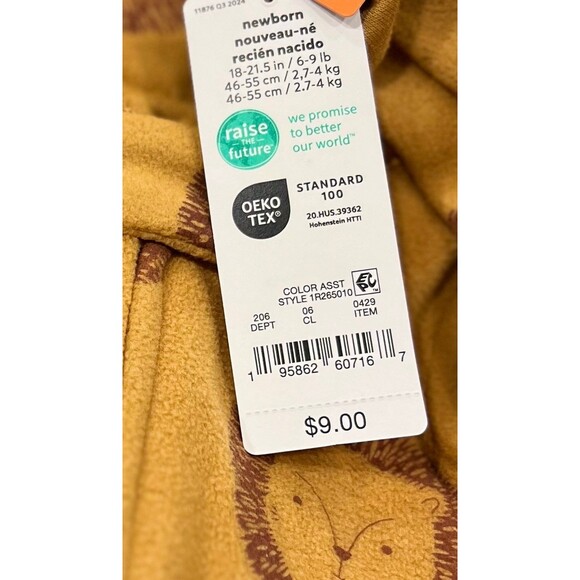 11876 Q3 2024
newborn
nouveau-né
recién nacido
18-21.5 in / 6-9 lb
46-55 cm / 2,7-4 kg
46-55 cm / 2.7-4 kg
raise
THE
future
we promise
to better
our world™
OEKO
TEX®
STANDARD
100
20.HUS.39362
Hohenstein HTTI
COLOR ASST
STYLE 1R265010
EPC™
206
DEPT
06
CL
0429
ITEM
1 95862 60716 7
$9.00